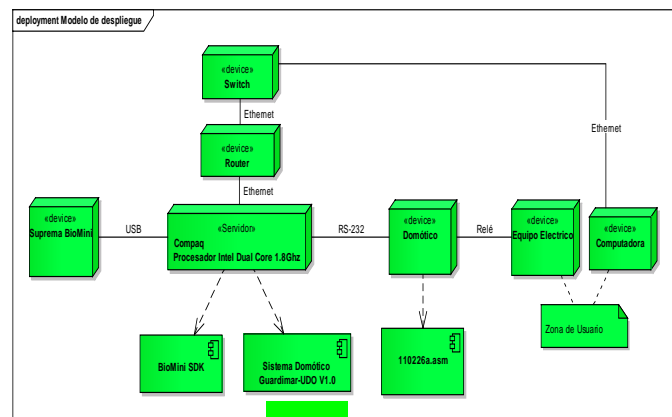 deployment Modelo de despliegue
«device»
Switch
Ethernet
Ethernet
«device»
Router
Ethernet
«device»
Suprema BioMini
USB
«Servidor»
Compaq
Procesador Intel Dual Core 1.8Ghz
RS-232
«device»
Domótico
Relé
«device»
Equipo Electrico
«device»
Computadora
Zona de Usuario
BioMini SDK
Sistema Domótico
Guardimar-UDO V1.0
110226a.asm